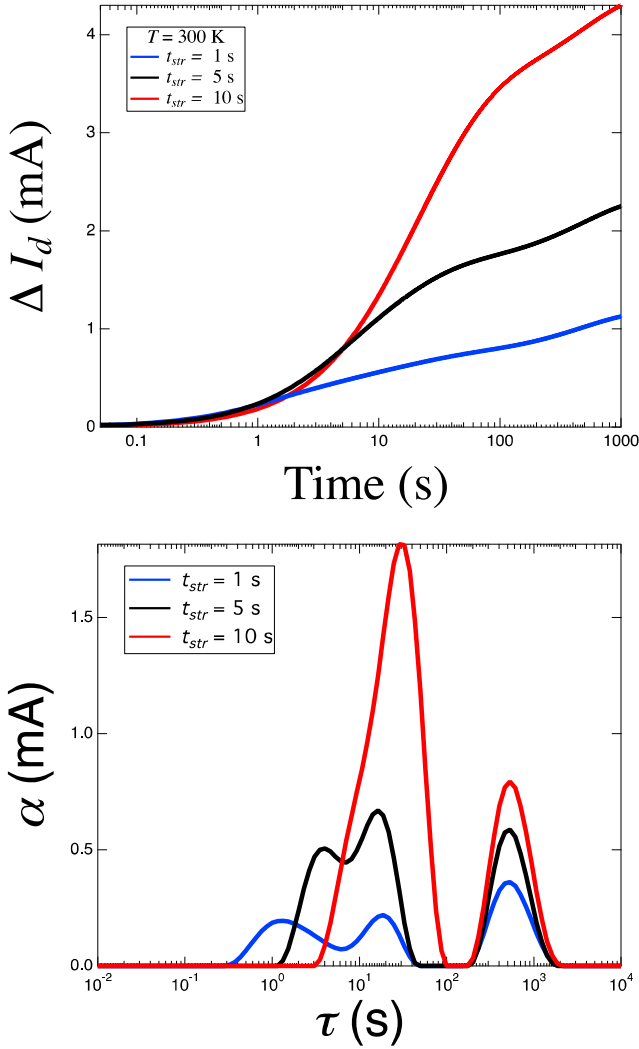 4
3
2
1
0
Δ I_d (mA)
T = 300 K
t_str = 1 s
t_str = 5 s
t_str = 10 s
0.1 1 10 100 1000
Time (s)
1.5
1.0
0.5
0.0
α (mA)
t_str = 1 s
t_str = 5 s
t_str = 10 s
10^-2 10^-1 10^0 10^1 10^2 10^3 10^4
τ (s)